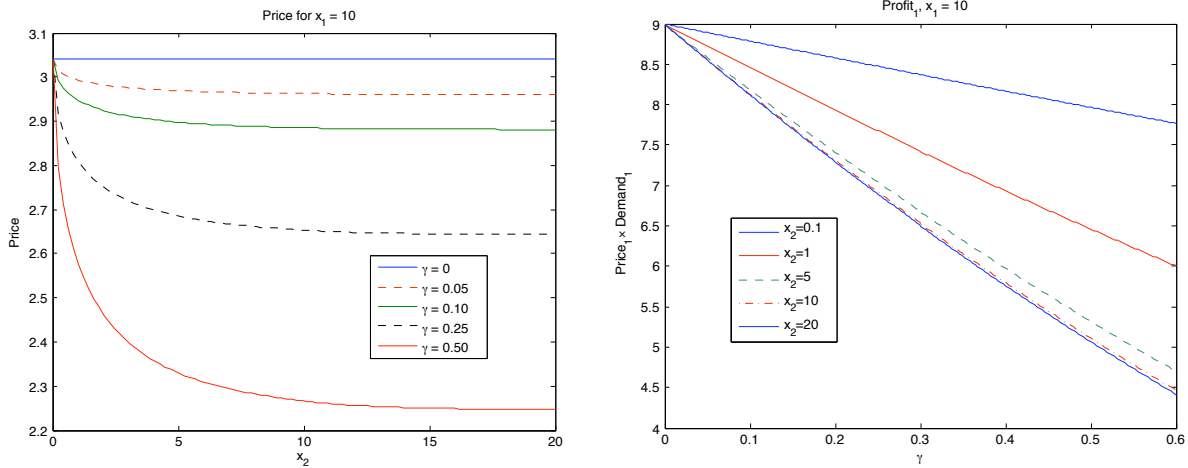 Price for x₁ = 10
3.1
3
2.9
2.8
2.7
2.6
2.5
2.4
2.3
2.2
Price
0 5 10 15 20
x₂
γ = 0
γ = 0.05
γ = 0.10
γ = 0.25
γ = 0.50
Profit₁, x₁ = 10
9
8.5
8
7.5
7
6.5
6
5.5
5
4.5
4
Price₁ × Demand₁
0 0.1 0.2 0.3 0.4 0.5 0.6
γ
x₂=0.1
x₂=1
x₂=5
x₂=10
x₂=20